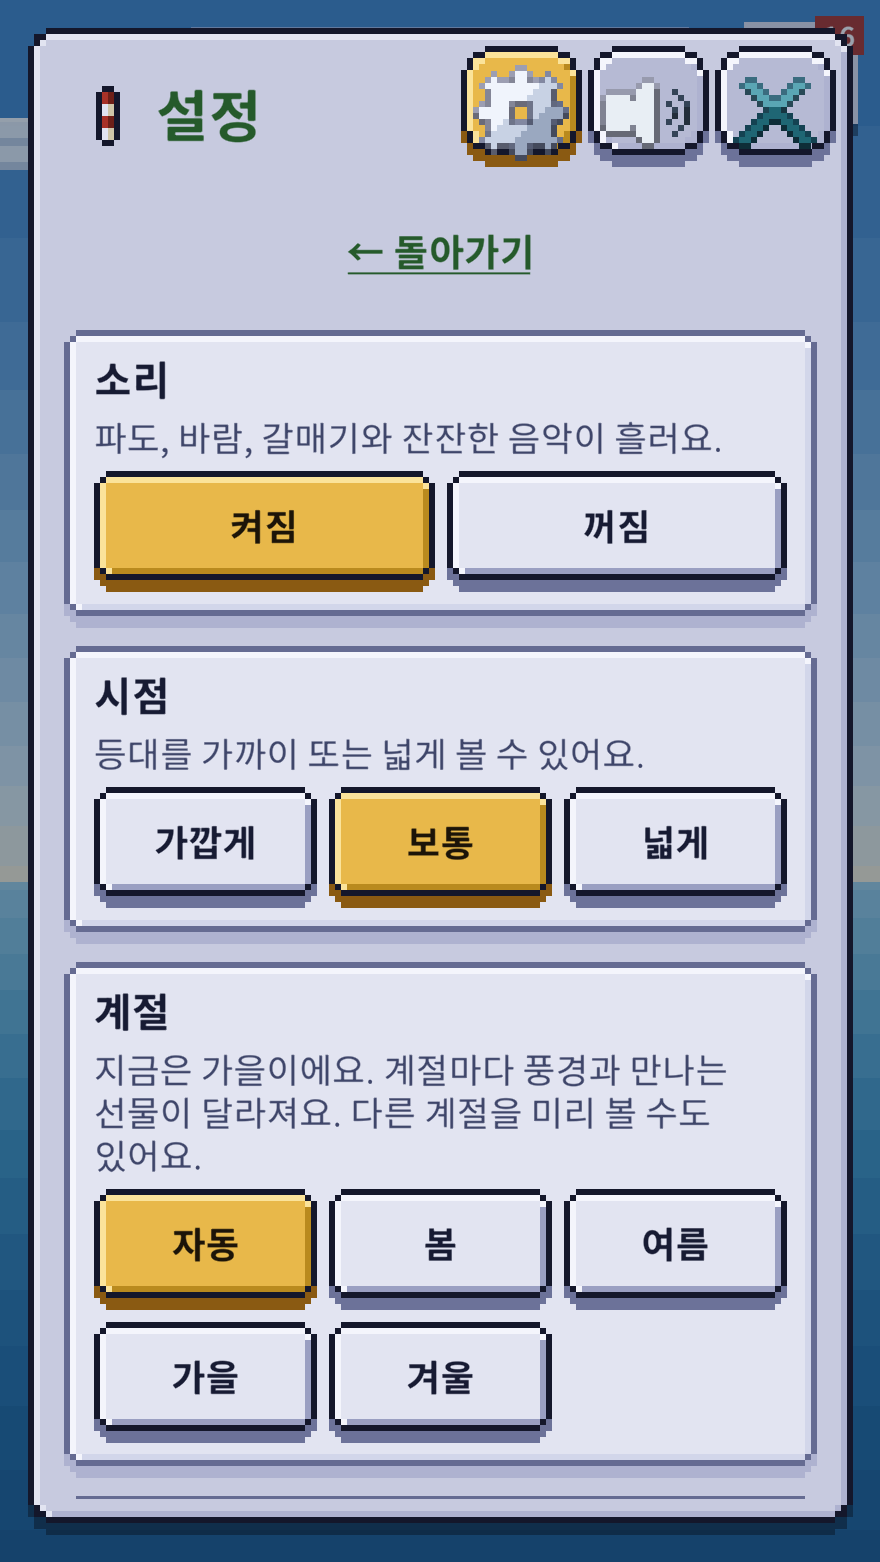 설정
← 돌아가기
소리
파도, 바람, 갈매기와 잔잔한 음악이 흘러요.
켜짐
꺼짐
시점
등대를 가까이 또는 넓게 볼 수 있어요.
가깝게
보통
넓게
계절
지금은 가을이에요. 계절마다 풍경과 만나는
선물이 달라져요. 다른 계절을 미리 볼 수도
있어요.
자동
봄
여름
가을
겨울